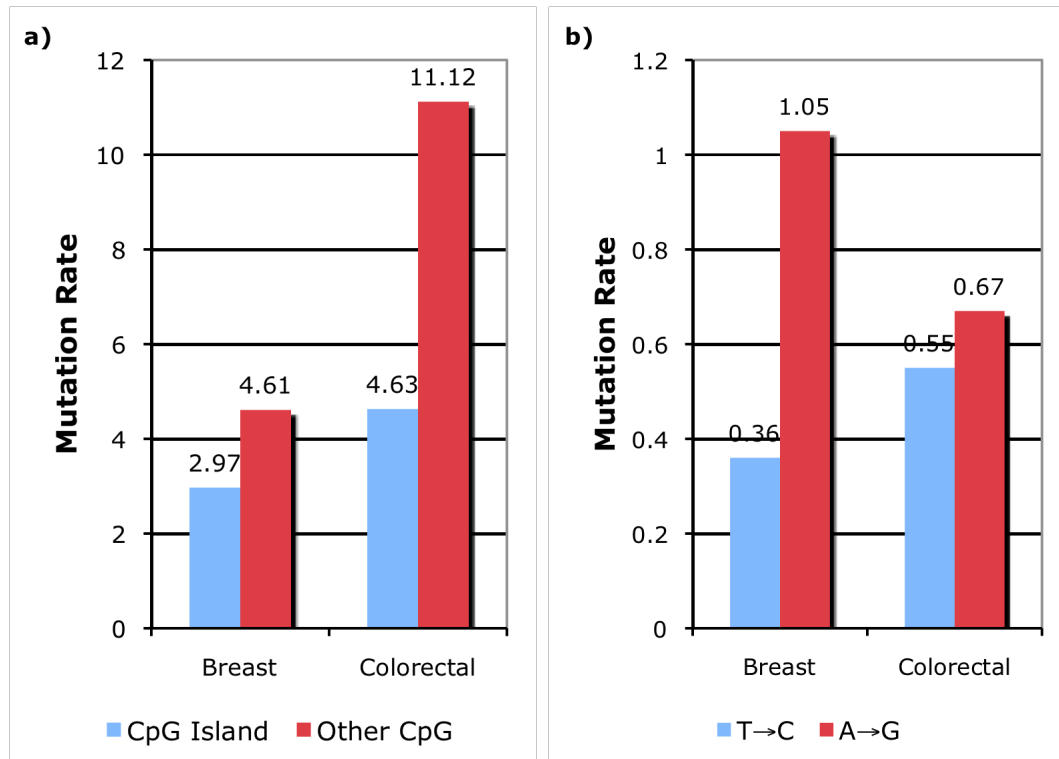 a)
Mutation Rate
12
10
8
6
4
2
0
2.97
4.61
4.63
11.12
Breast
Colorectal
CpG Island
Other CpG
b)
Mutation Rate
1.2
1
0.8
0.6
0.4
0.2
0
0.36
1.05
0.55
0.67
Breast
Colorectal
T→C
A→G